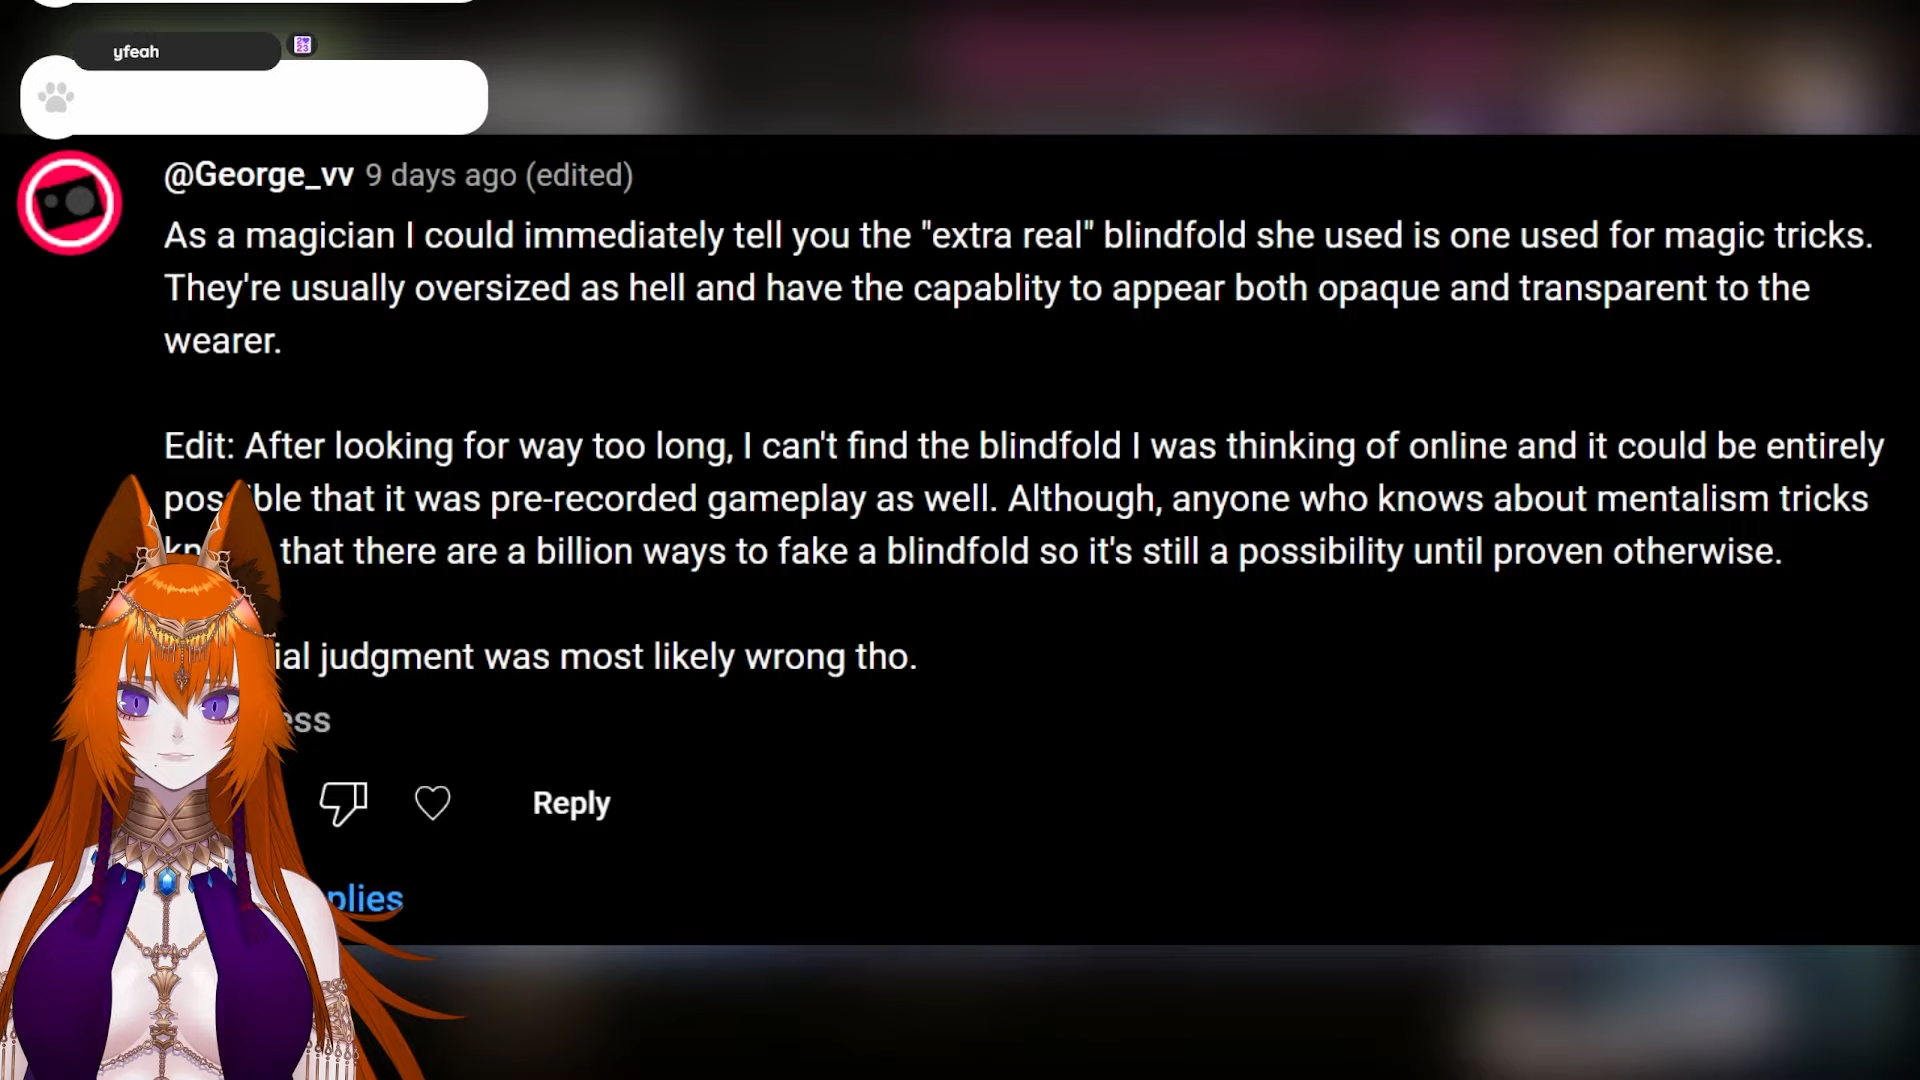 yfeah
@George_vv 9 days ago (edited)
As a magician I could immediately tell you the "extra real" blindfold she used is one used for magic tricks.
They're usually oversized as hell and have the capablity to appear both opaque and transparent to the
wearer.
Edit: After looking for way too long, I can't find the blindfold I was thinking of online and it could be entirely
that it was pre-recorded gameplay as well. Although, anyone who knows about mentalism tricks
that there are a billion ways to fake a blindfold so it's still a possibility until proven otherwise.
judgment was most likely wrong tho.
Reply